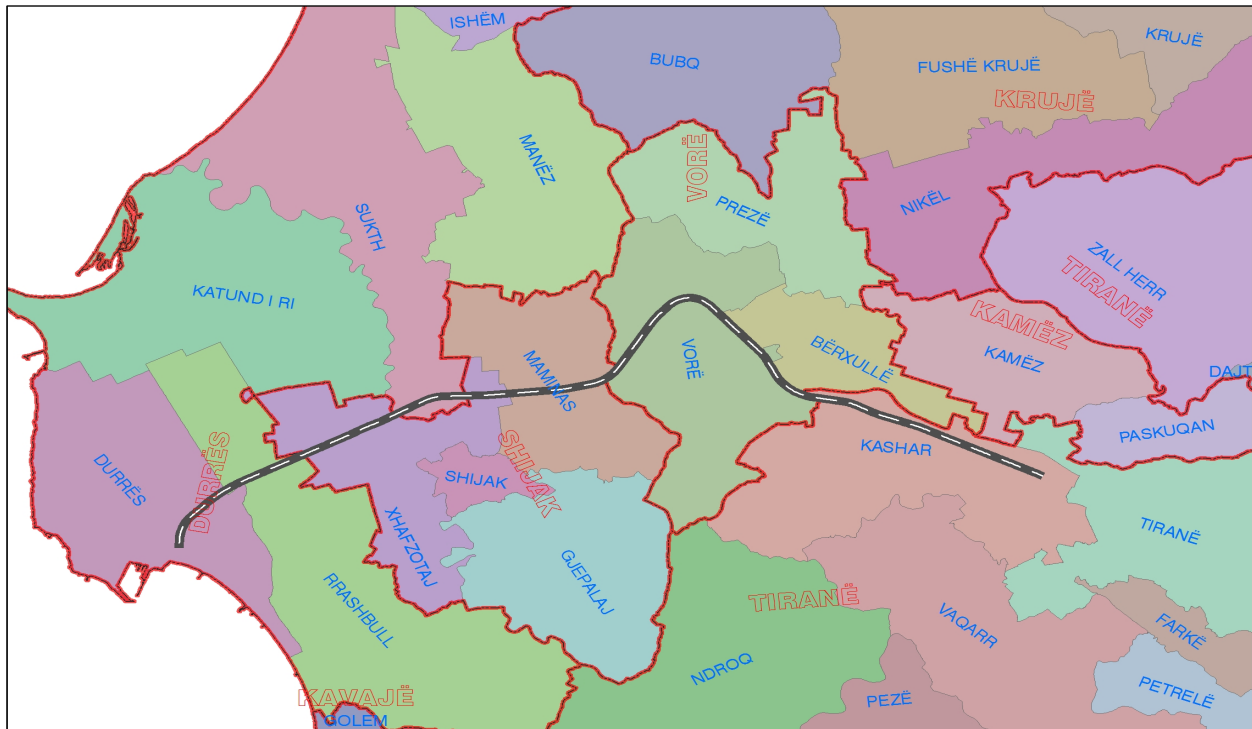 ISHËM
KRUJË
BUBQ
FUSHË KRUJË
KRUJË
MANËZ
VORË
PREZË
NIKËL
SUKTH
ZALL HERR
TIRANË
KATUND I RI
KAMËZ
KAMËZ
VORË
BËRXULLË
MAMINAS
DAJT
PASKUQAN
KASHAR
DURRËS
DURRËS
SHIJAK
SHIJAK
XHAFZOTAJ
TIRANË
GJEPALAJ
RRASHBULL
TIRANË
VAQARR
FARKË
NDROQ
PEZË
PETRELË
KAVAJË
GOLEM